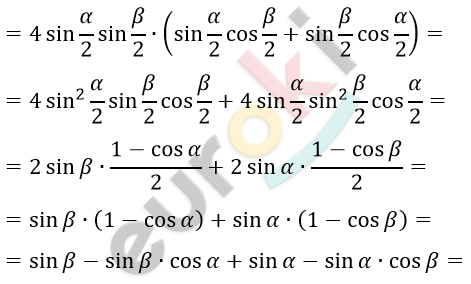 = 4 sin α/2 sin β/2 · (sin α/2 cos β/2 + sin β/2 cos α/2) =
= 4 sin² α/2 sin β/2 cos β/2 + 4 sin α/2 sin² β/2 cos α/2 =
= 2 sin β · (1 − cos α)/2 + 2 sin α · (1 − cos β)/2 =
= sin β · (1 − cos α) + sin α · (1 − cos β) =
= sin β − sin β · cos α + sin α − sin α · cos β =
euroki